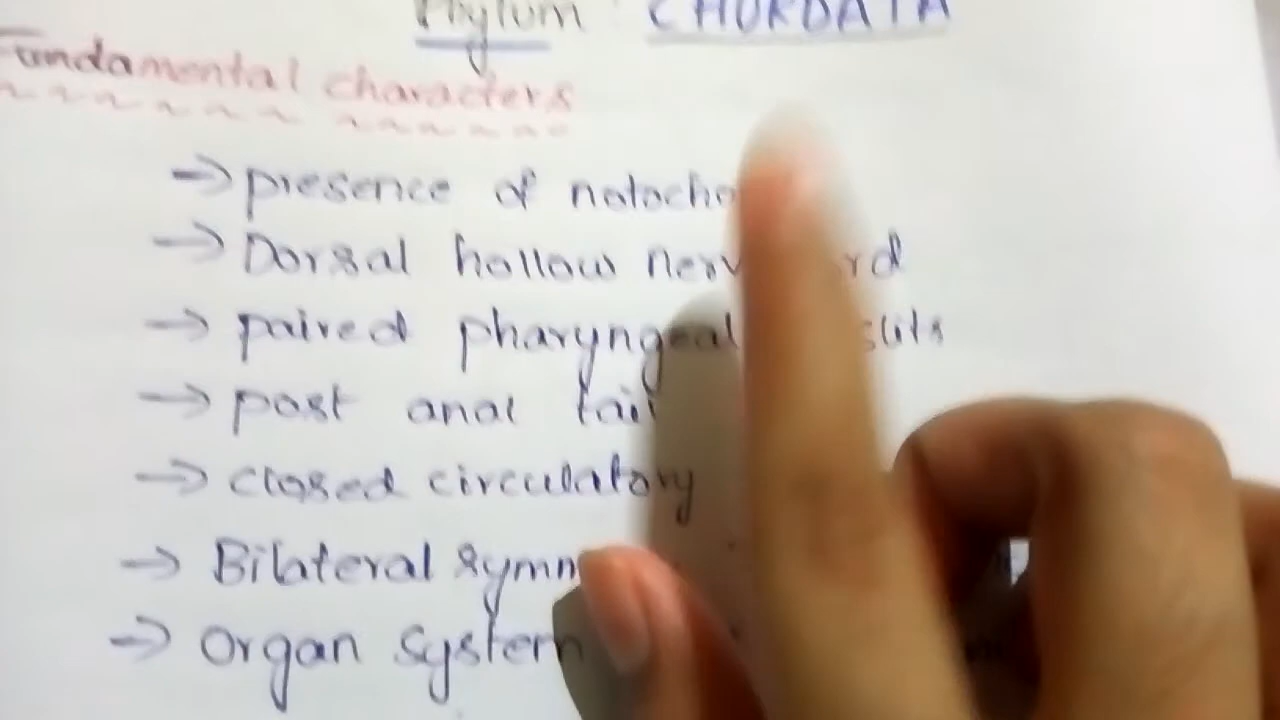 Phylum : CHORDATA
Fundamental characters
→ presence of notocho
→ Dorsal hollow nerv rd
→ paired pharyngeal slits
→ post anal tail
→ closed circulatory
→ Bilateral symm
→ Organ system